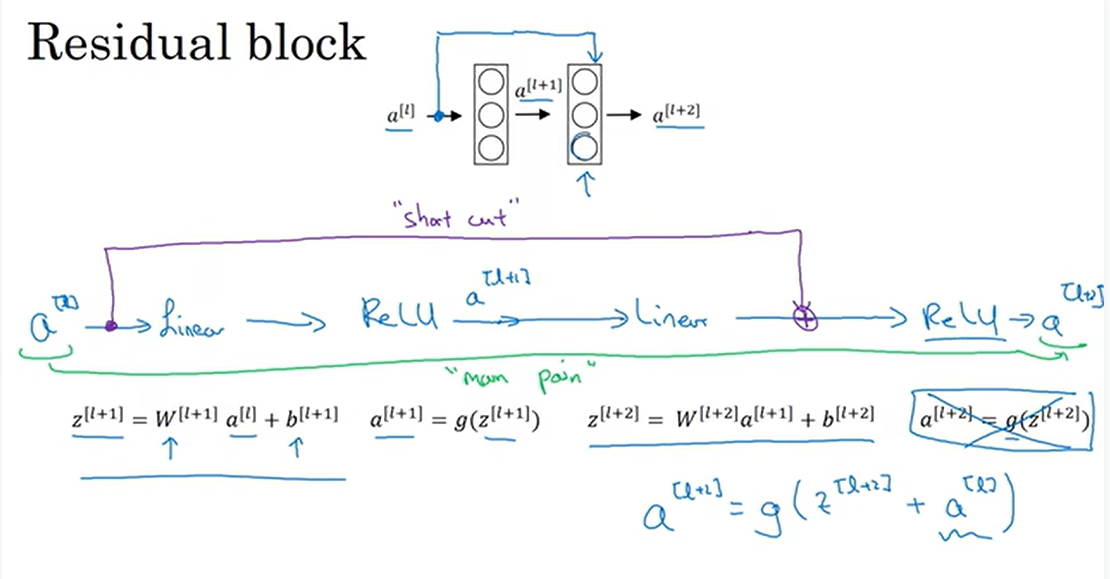 Residual block
a^[l] a^[l+1] a^[l+2]
"short cut"
a^[l] → Linear → ReLU a^[l+1] → Linear → ReLU → a^[l+2]
"main path"
z^[l+1] = W^[l+1] a^[l] + b^[l+1] a^[l+1] = g(z^[l+1]) z^[l+2] = W^[l+2]a^[l+1] + b^[l+2] a^[l+2] = g(z^[l+2])
a^[l+2] = g(z^[l+2] + a^[l])